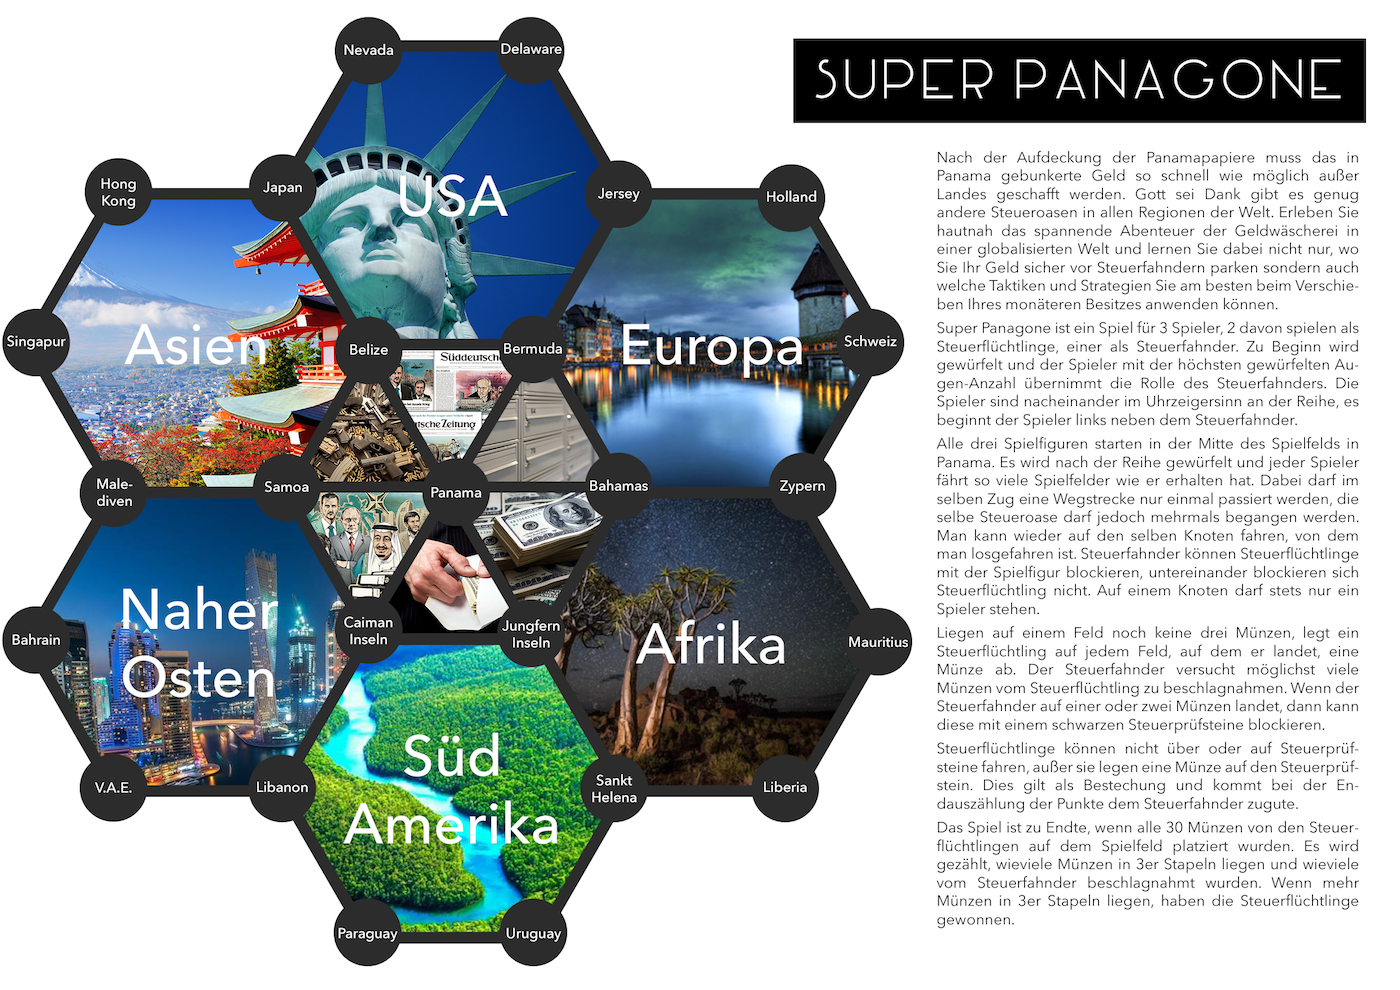 SUPER PANAGONE
Nevada
Delaware
USA
Hong
Kong
Japan
Jersey
Holland
Asien
Europa
Singapur
Belize
Bermuda
Schweiz
Süddeutsch
tsche Zeitung
Male-
diven
Samoa
Panama
Bahamas
Zypern
Naher
Osten
Afrika
Bahrain
Caiman
Inseln
Jungfern
Inseln
Mauritius
Süd
Amerika
V.A.E.
Libanon
Sankt
Helena
Liberia
Paraguay
Uruguay
Nach der Aufdeckung der Panamapapiere muss das in
Panama gebunkerte Geld so schnell wie möglich außer
Landes geschafft werden. Gott sei Dank gibt es genug
andere Steueroasen in allen Regionen der Welt. Erleben Sie
hautnah das spannende Abenteuer der Geldwäscherei in
einer globalisierten Welt und lernen Sie dabei nicht nur, wo
Sie Ihr Geld sicher vor Steuerfahndern parken sondern auch
welche Taktiken und Strategien Sie am besten beim Verschie-
ben Ihres monäteren Besitzes anwenden können.
Super Panagone ist ein Spiel für 3 Spieler, 2 davon spielen als
Steuerflüchtlinge, einer als Steuerfahnder. Zu Beginn wird
gewürfelt und der Spieler mit der höchsten gewürfelten Au-
gen-Anzahl übernimmt die Rolle des Steuerfahnders. Die
Spieler sind nacheinander im Uhrzeigersinn an der Reihe, es
beginnt der Spieler links neben dem Steuerfahnder.
Alle drei Spielfiguren starten in der Mitte des Spielfelds in
Panama. Es wird nach der Reihe gewürfelt und jeder Spieler
fährt so viele Spielfelder wie er erhalten hat. Dabei darf im
selben Zug eine Wegstrecke nur einmal passiert werden, die
selbe Steueroase darf jedoch mehrmals begangen werden.
Man kann wieder auf den selben Knoten fahren, von dem
man losgefahren ist. Steuerfahnder können Steuerflüchtlinge
mit der Spielfigur blockieren, untereinander blockieren sich
Steuerflüchtling nicht. Auf einem Knoten darf stets nur ein
Spieler stehen.
Liegen auf einem Feld noch keine drei Münzen, legt ein
Steuerflüchtling auf jedem Feld, auf dem er landet, eine
Münze ab. Der Steuerfahnder versucht möglichst viele
Münzen vom Steuerflüchtling zu beschlagnahmen. Wenn der
Steuerfahnder auf einer oder zwei Münzen landet, dann kann
diese mit einem schwarzen Steuerprüfsteine blockieren.
Steuerflüchtlinge können nicht über oder auf Steuerprüf-
steine fahren, außer sie legen eine Münze auf den Steuerprüf-
stein. Dies gilt als Bestechung und kommt bei der En-
dauszählung der Punkte dem Steuerfahnder zugute.
Das Spiel ist zu Endte, wenn alle 30 Münzen von den Steuer-
flüchtlingen auf dem Spielfeld platziert wurden. Es wird
gezählt, wieviele Münzen in 3er Stapeln liegen und wieviele
vom Steuerfahnder beschlagnahmt wurden. Wenn mehr
Münzen in 3er Stapeln liegen, haben die Steuerflüchtlinge
gewonnen.